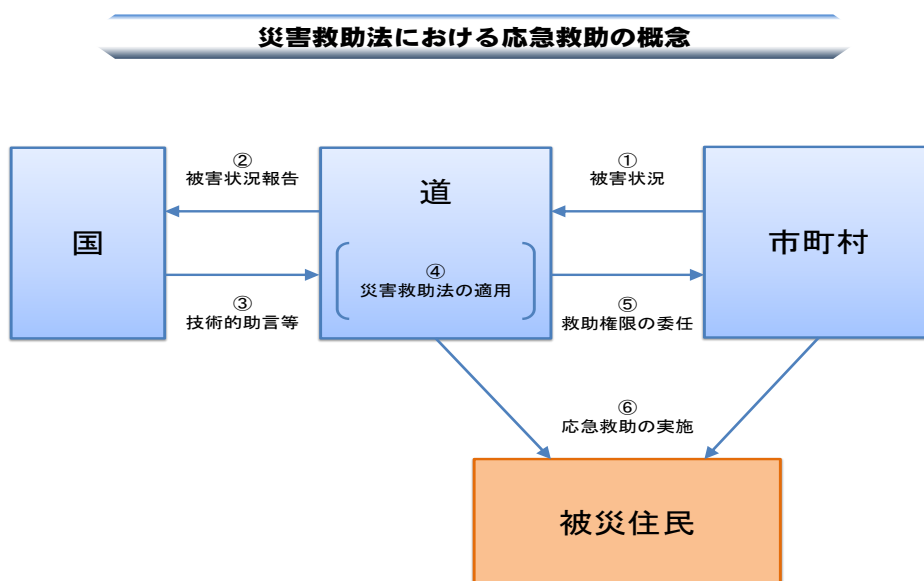 災害救助法における応急救助の概念
②
被害状況報告
①
被害状況
国
道
市町村
③
技術的助言等
④
災害救助法の適用
⑤
救助権限の委任
⑥
応急救助の実施
被災住民